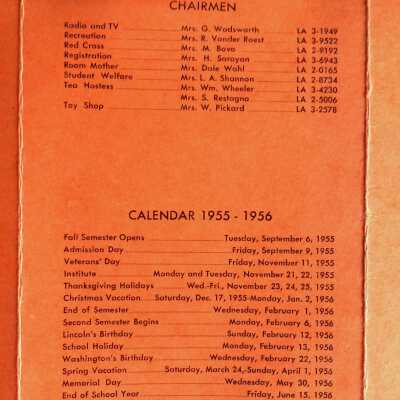 CHAIRMEN
Radio and TV Mrs. G. Wadsworth LA 3-1949
Recreation Mrs. R. Vander Roest LA 3-9522
Red Cross Mrs. M. Bova LA 2-9192
Registration Mrs. H. Sarayan LA 3-6943
Room Mother Mrs. Dale Wahl LA 2-0165
Student Welfare Mrs. L. A. Shannon LA 2-8734
Tea Hostess Mrs. Wm. Wheeler LA 3-4230
Mrs. S. Restagno LA 2-5006
Toy Shop Mrs. W. Pickard LA 3-2578
CALENDAR 1955 - 1956
Fall Semester Opens Tuesday, September 6, 1955
Admission Day Friday, September 9, 1955
Veterans' Day Friday, November 11, 1955
Institute Monday and Tuesday, November 21, 22, 1955
Thanksgiving Holidays Wed.-Fri., November 23, 24, 25, 1955
Christmas Vacation Saturday, Dec. 17, 1955-Monday, Jan. 2, 1956
End of Semester Wednesday, February 1, 1956
Second Semester Begins Monday, February 6, 1956
Lincoln's Birthday Sunday, February 12, 1956
School Holiday Monday, February 13, 1956
Washington's Birthday Wednesday, February 22, 1956
Spring Vacation Saturday, March 24,-Sunday, April 1, 1956
Memorial Day Wednesday, May 30, 1956
End of School Year Friday, June 15, 1956